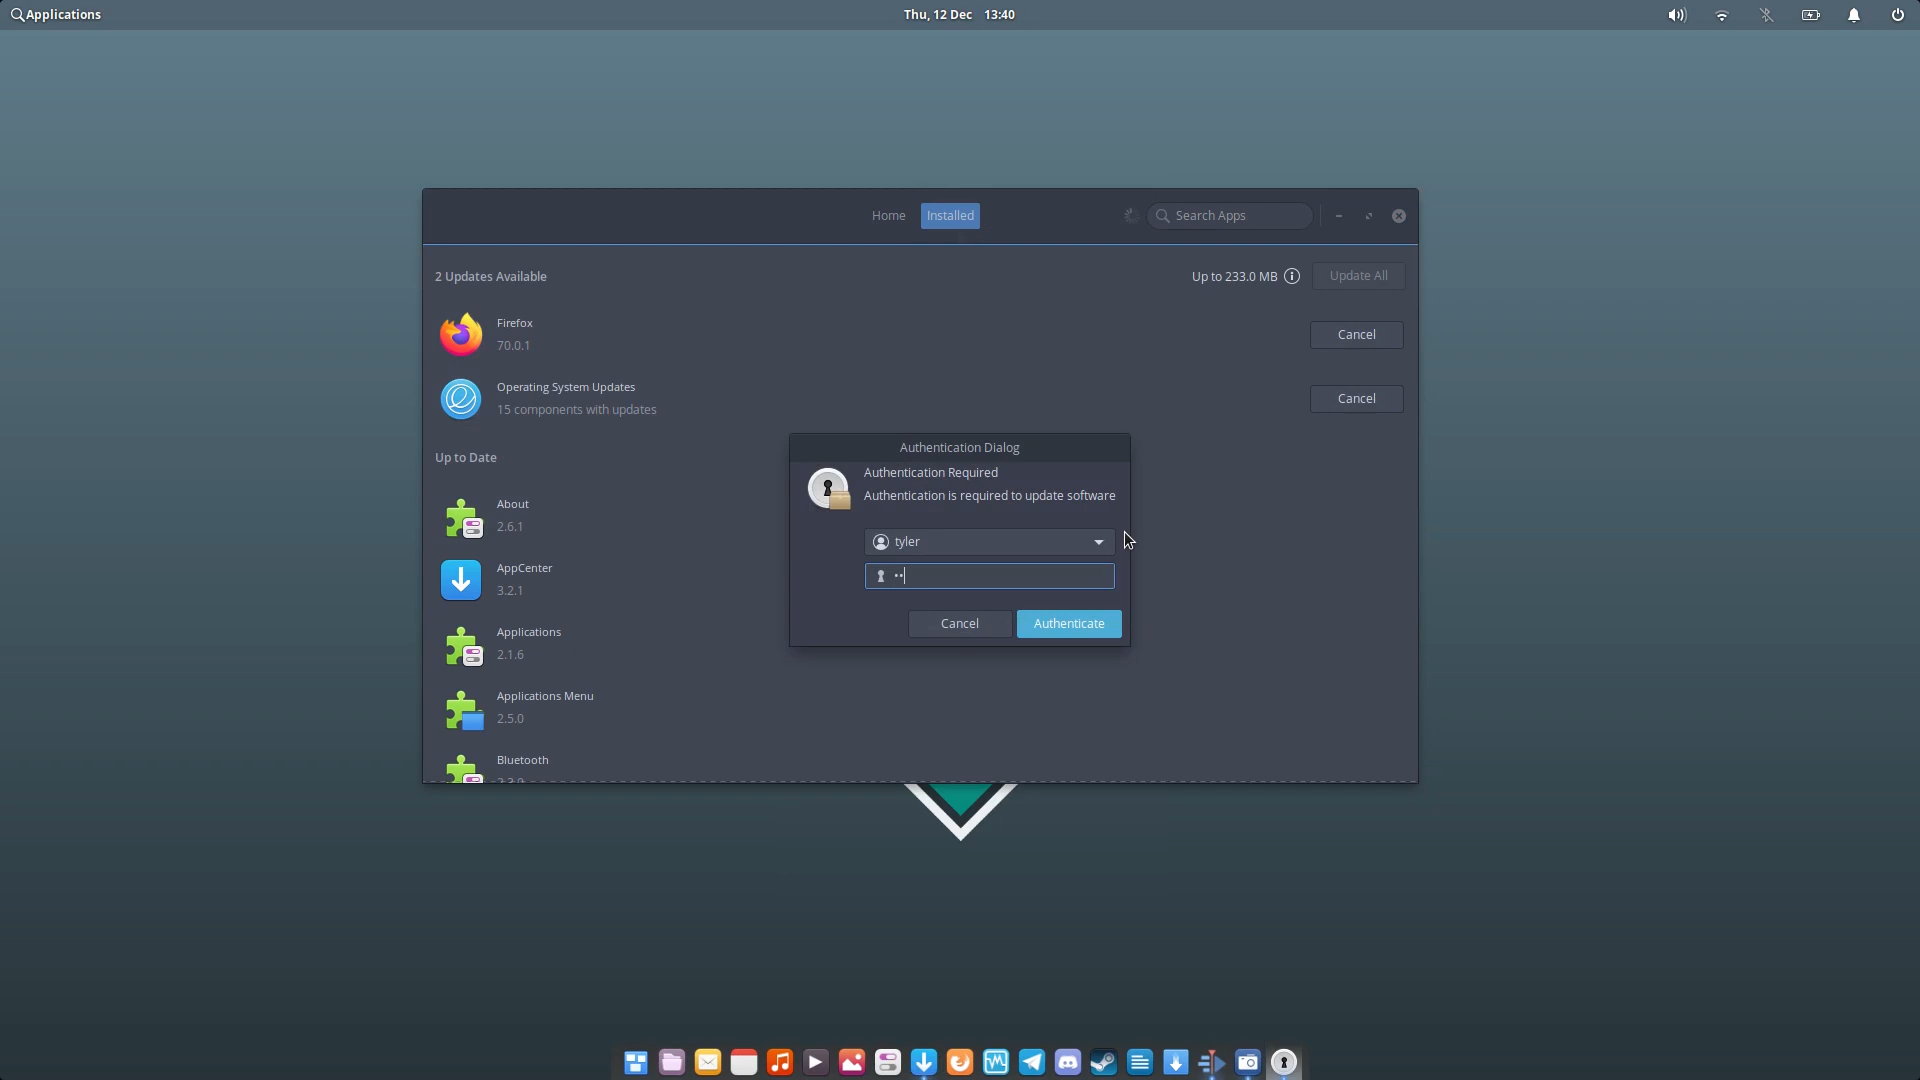 Applications
Thu, 12 Dec 13:40
Home
Installed
Search Apps
2 Updates Available
Up to 233.0 MB
Update All
Firefox
70.0.1
Cancel
Operating System Updates
15 components with updates
Cancel
Up to Date
About
2.6.1
AppCenter
3.2.1
Applications
2.1.6
Applications Menu
2.5.0
Bluetooth
Authentication Dialog
Authentication Required
Authentication is required to update software
tyler
Cancel
Authenticate